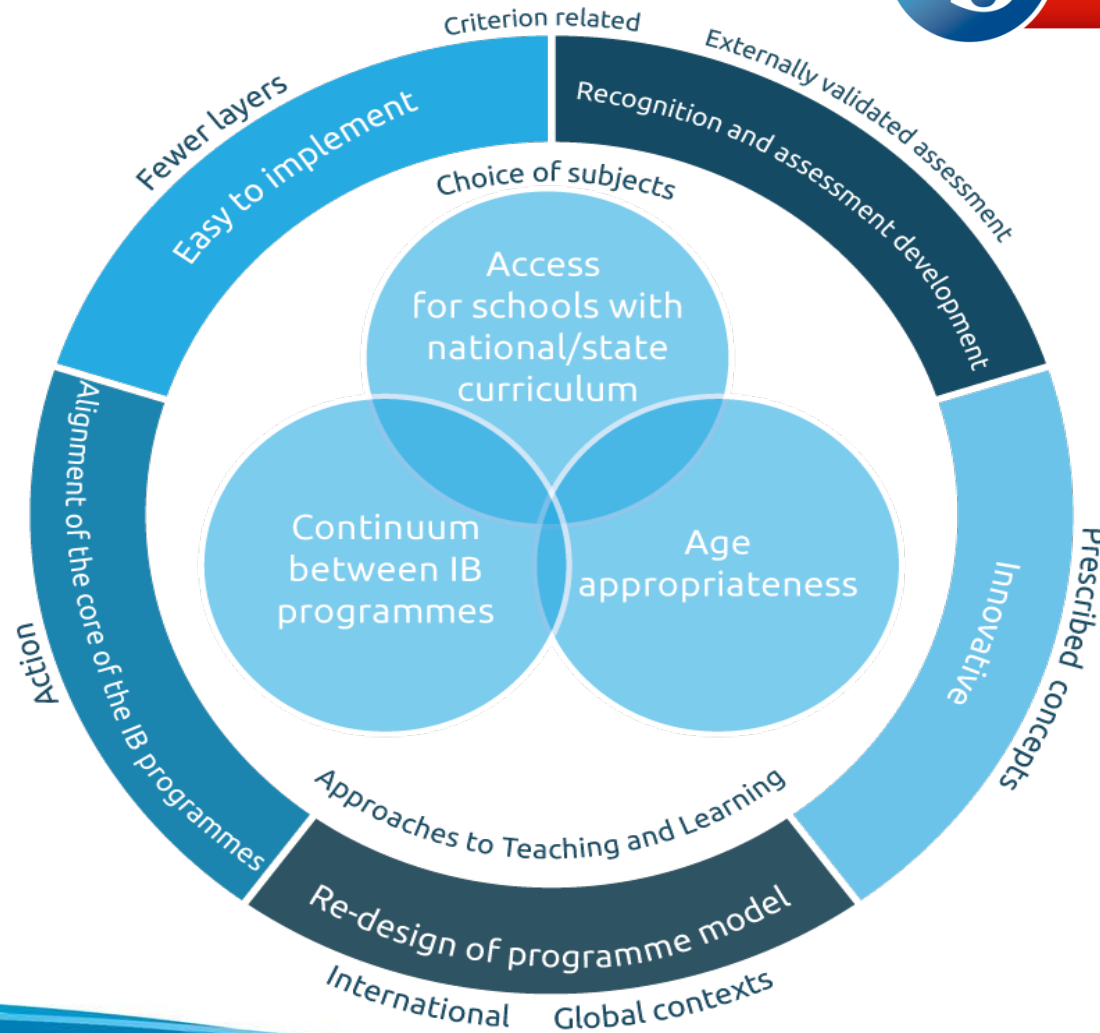 Criterion related
Externally validated assessment
Fewer layers
Easy to implement
Recognition and assessment development
Choice of subjects
Access
for schools with
national/state
curriculum
Continuum
between IB
programmes
Age
appropriateness
Alignment of the core of the IB programmes
Action
Innovative
Prescribed concepts
Approaches to Teaching and Learning
Re-design of programme model
International
Global contexts